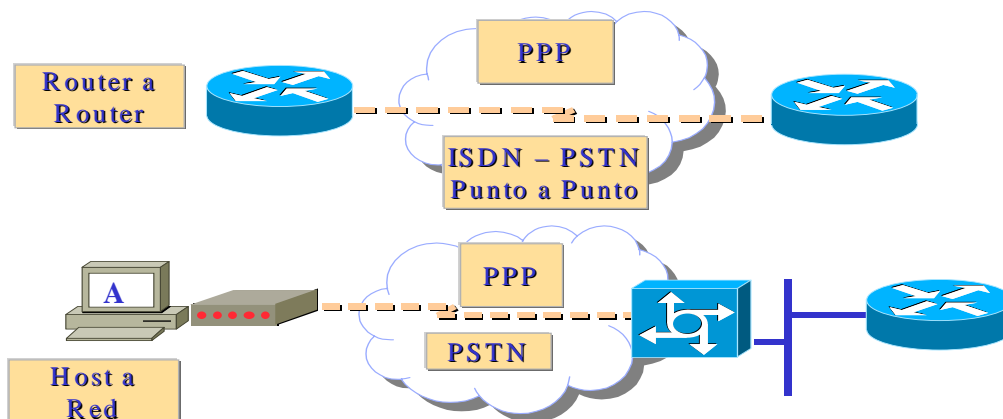 PPP
Router a
Router
ISDN – PSTN
Punto a Punto
PPP
A
PSTN
Host a
Red